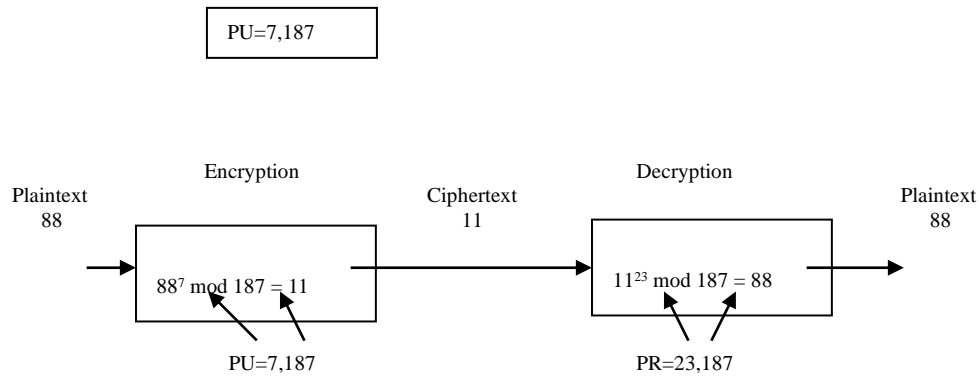 PU=7,187
Encryption
Decryption
Plaintext
88
Ciphertext
11
Plaintext
88
88⁷ mod 187 = 11
11²³ mod 187 = 88
PU=7,187
PR=23,187